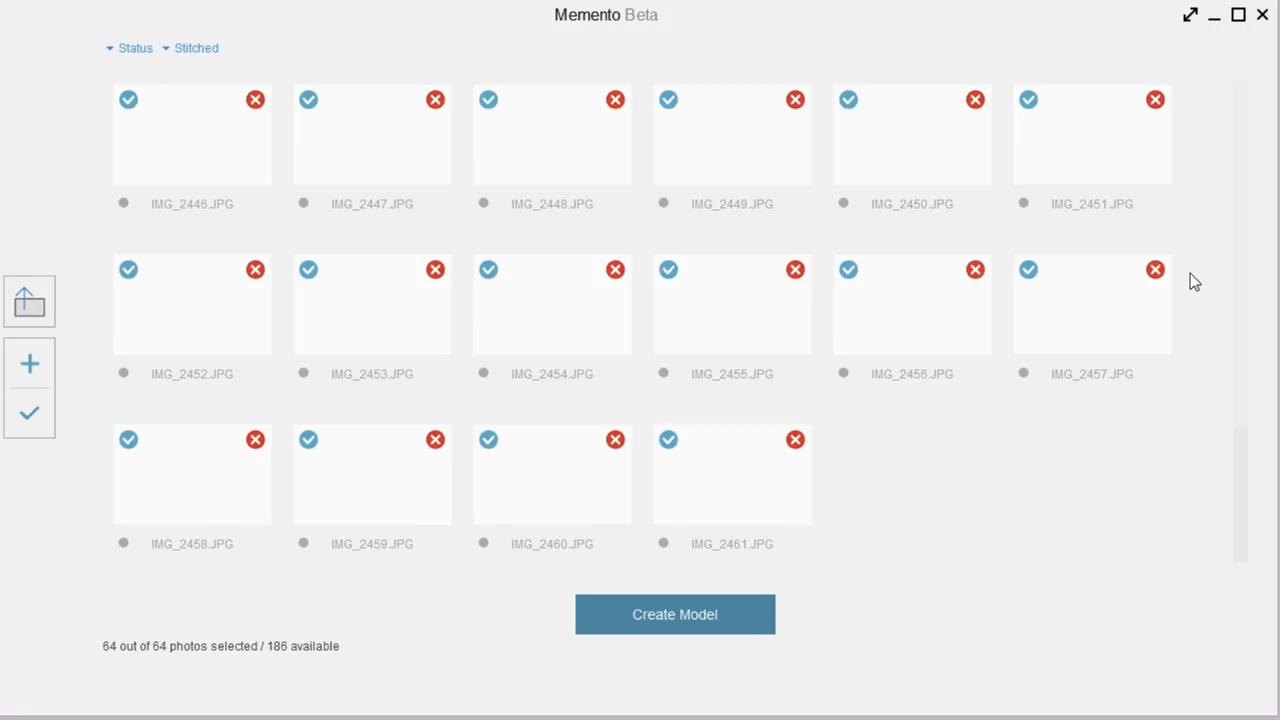 Memento Beta
Status Stitched
IMG_2446.JPG IMG_2447.JPG IMG_2448.JPG IMG_2449.JPG IMG_2450.JPG IMG_2451.JPG
IMG_2452.JPG IMG_2453.JPG IMG_2454.JPG IMG_2455.JPG IMG_2456.JPG IMG_2457.JPG
IMG_2458.JPG IMG_2459.JPG IMG_2460.JPG IMG_2461.JPG
Create Model
64 out of 64 photos selected / 186 available